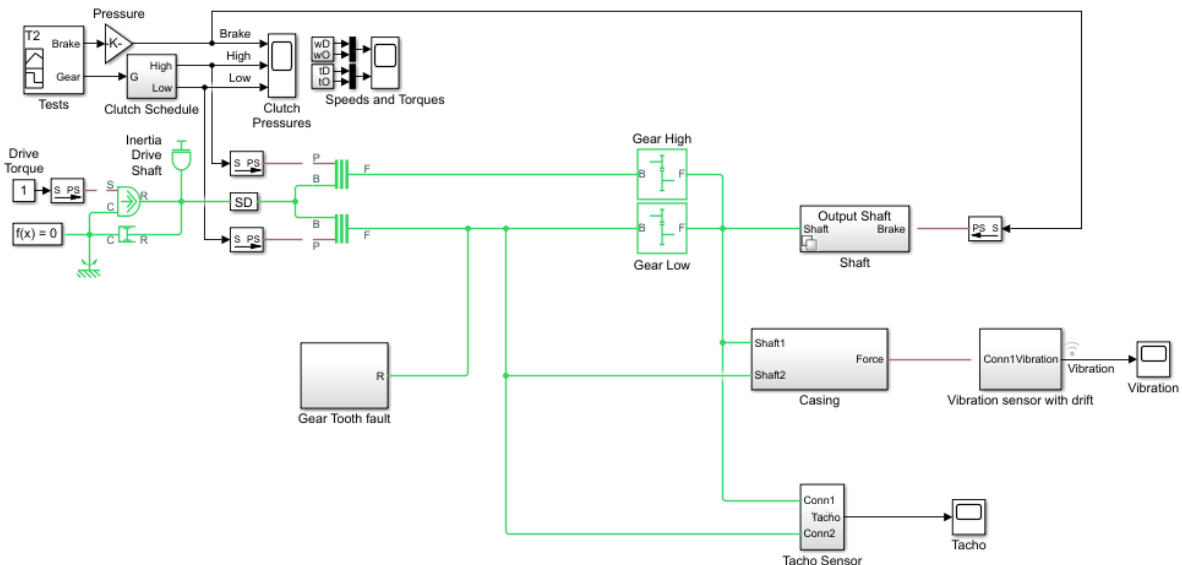 Pressure
T2
Brake
Gear
Tests
-K-
G
High
Low
Clutch Schedule
Brake
High
Low
Clutch
Pressures
wD
wO
tD
tO
Speeds and Torques
Drive
Torque
1
S PS
S
C
R
f(x) = 0
C
R
Inertia
Drive
Shaft
S PS
P
B
F
SD
S PS
B
P
F
Gear High
B
F
B
F
Gear Low
Output Shaft
Shaft
Brake
Shaft
PS S
R
Gear Tooth fault
Shaft1
Shaft2
Force
Casing
Conn1
Vibration
Vibration sensor with drift
Vibration
Vibration
Conn1
Tacho
Conn2
Tacho Sensor
Tacho